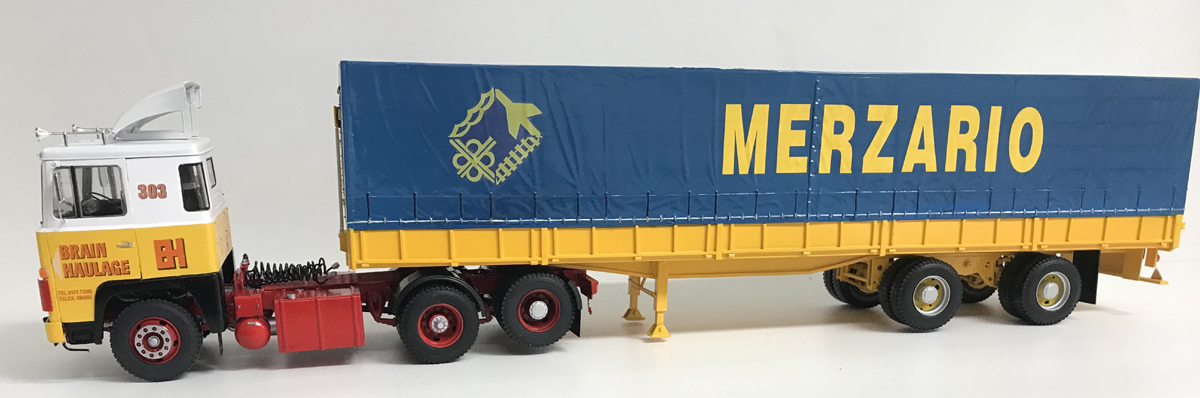 MERZARIO
303
BRAIN
HAULAGE
BH